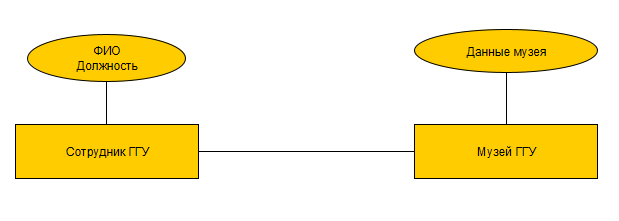 ФИО
Должность
Данные музея
Сотрудник ГГУ
Музей ГГУ